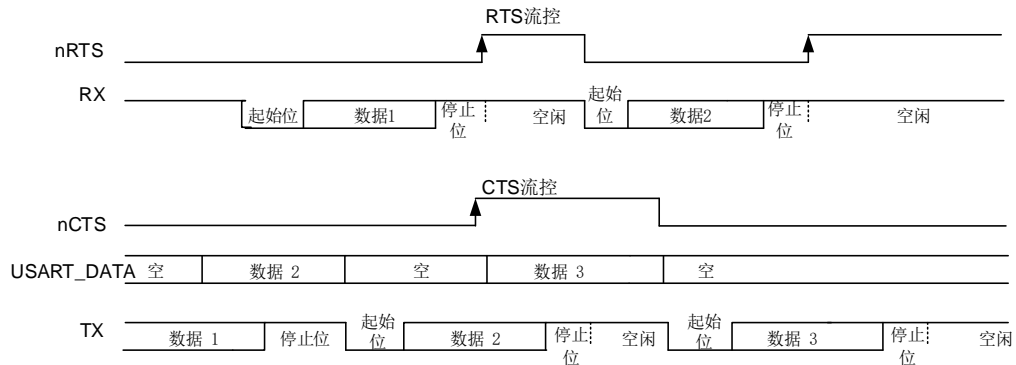 RTS流控
nRTS
RX
起始位
数据1
停止
位
空闲
起始
位
数据2
停止
位
空闲
CTS流控
nCTS
USART_DATA
空
数据 2
空
数据 3
空
TX
数据 1
停止位
起始
位
数据 2
停止
位
空闲
起始
位
数据 3
停止
位
空闲